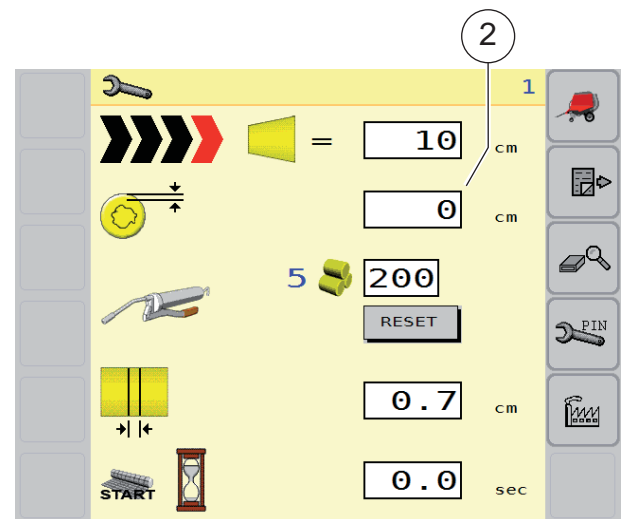 2
1
= 10 cm
0 cm
5 200
RESET
PIN
0.7 cm
START 0.0 sec